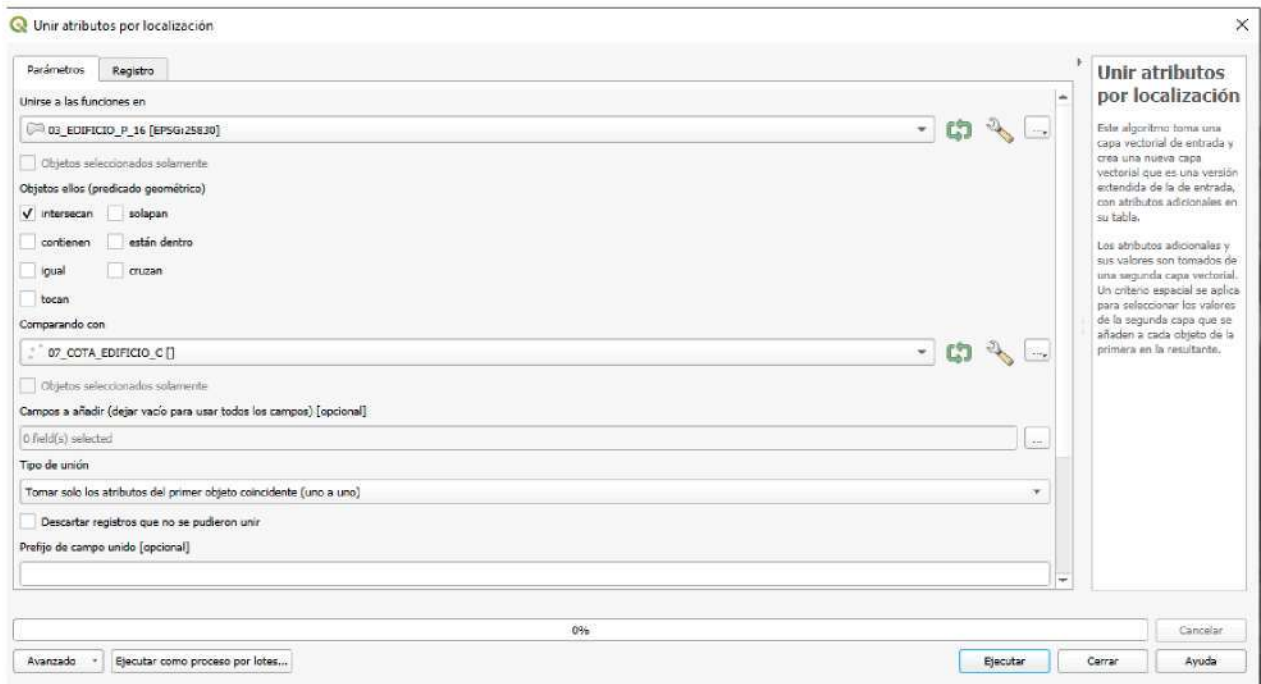 Unir atributos por localización
Parámetros Registro
Unirse a las funciones en
03_EDIFICIO_P_16 [EPSG:25830]
...
Objetos seleccionados solamente
Objetos ellos (predicado geométrico)
intersecan solapan
contienen están dentro
igual cruzan
tocan
Comparando con
07_COTA_EDIFICIO_C []
...
Objetos seleccionados solamente
Campos a añadir (dejar vacío para usar todos los campos) [opcional]
0 field(s) selected
...
Tipo de unión
Tomar solo los atributos del primer objeto coincidente (uno a uno)
Descartar registros que no se pudieron unir
Prefijo de campo unido [opcional]
0%
Cancelar
Avanzado Ejecutar como proceso por lotes... Ejecutar Cerrar Ayuda
Unir atributos
por localización
Este algoritmo toma una
capa vectorial de entrada y
crea una nueva capa
vectorial que es una versión
extendida de la de entrada,
con atributos adicionales en
su tabla.
Los atributos adicionales y
sus valores son tomados de
una segunda capa vectorial.
Un criterio espacial se aplica
para seleccionar los valores
de la segunda capa que se
añaden a cada objeto de la
primera en la resultante.